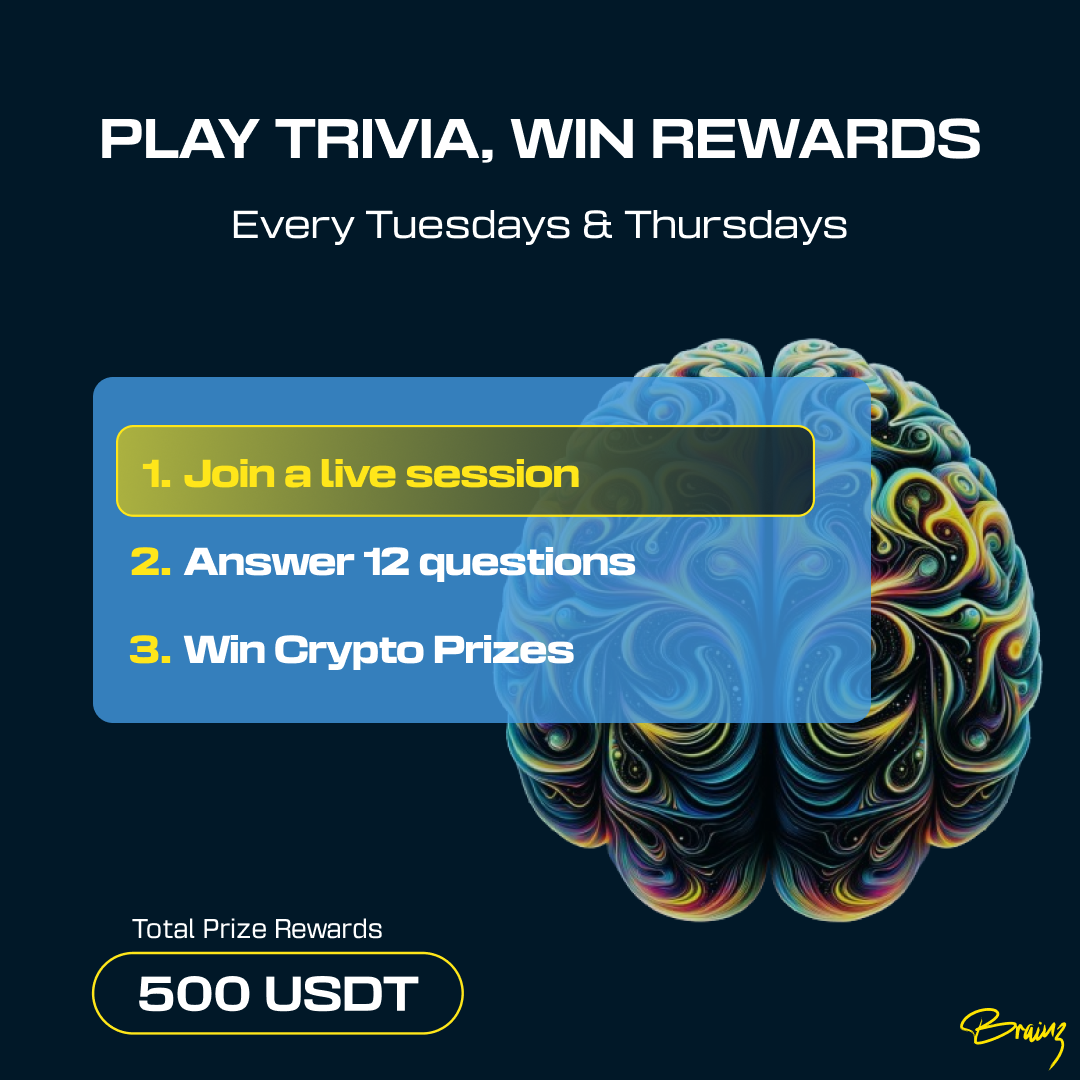 PLAY TRIVIA, WIN REWARDS
Every Tuesdays & Thursdays
1. Join a live session
2. Answer 12 questions
3. Win Crypto Prizes
Total Prize Rewards
500 USDT
Brainz